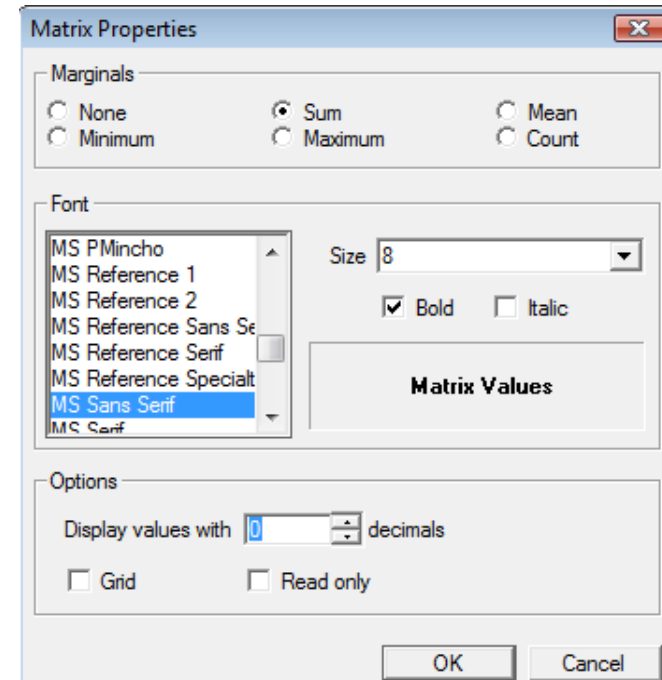 Matrix Properties
Marginals
None Sum Mean
Minimum Maximum Count
Font
MS PMincho
MS Reference 1
MS Reference 2
MS Reference Sans Se
MS Reference Serif
MS Reference Specialt
MS Sans Serif
MS Serif
Size 8
Bold Italic
Matrix Values
Options
Display values with 0 decimals
Grid Read only
OK Cancel